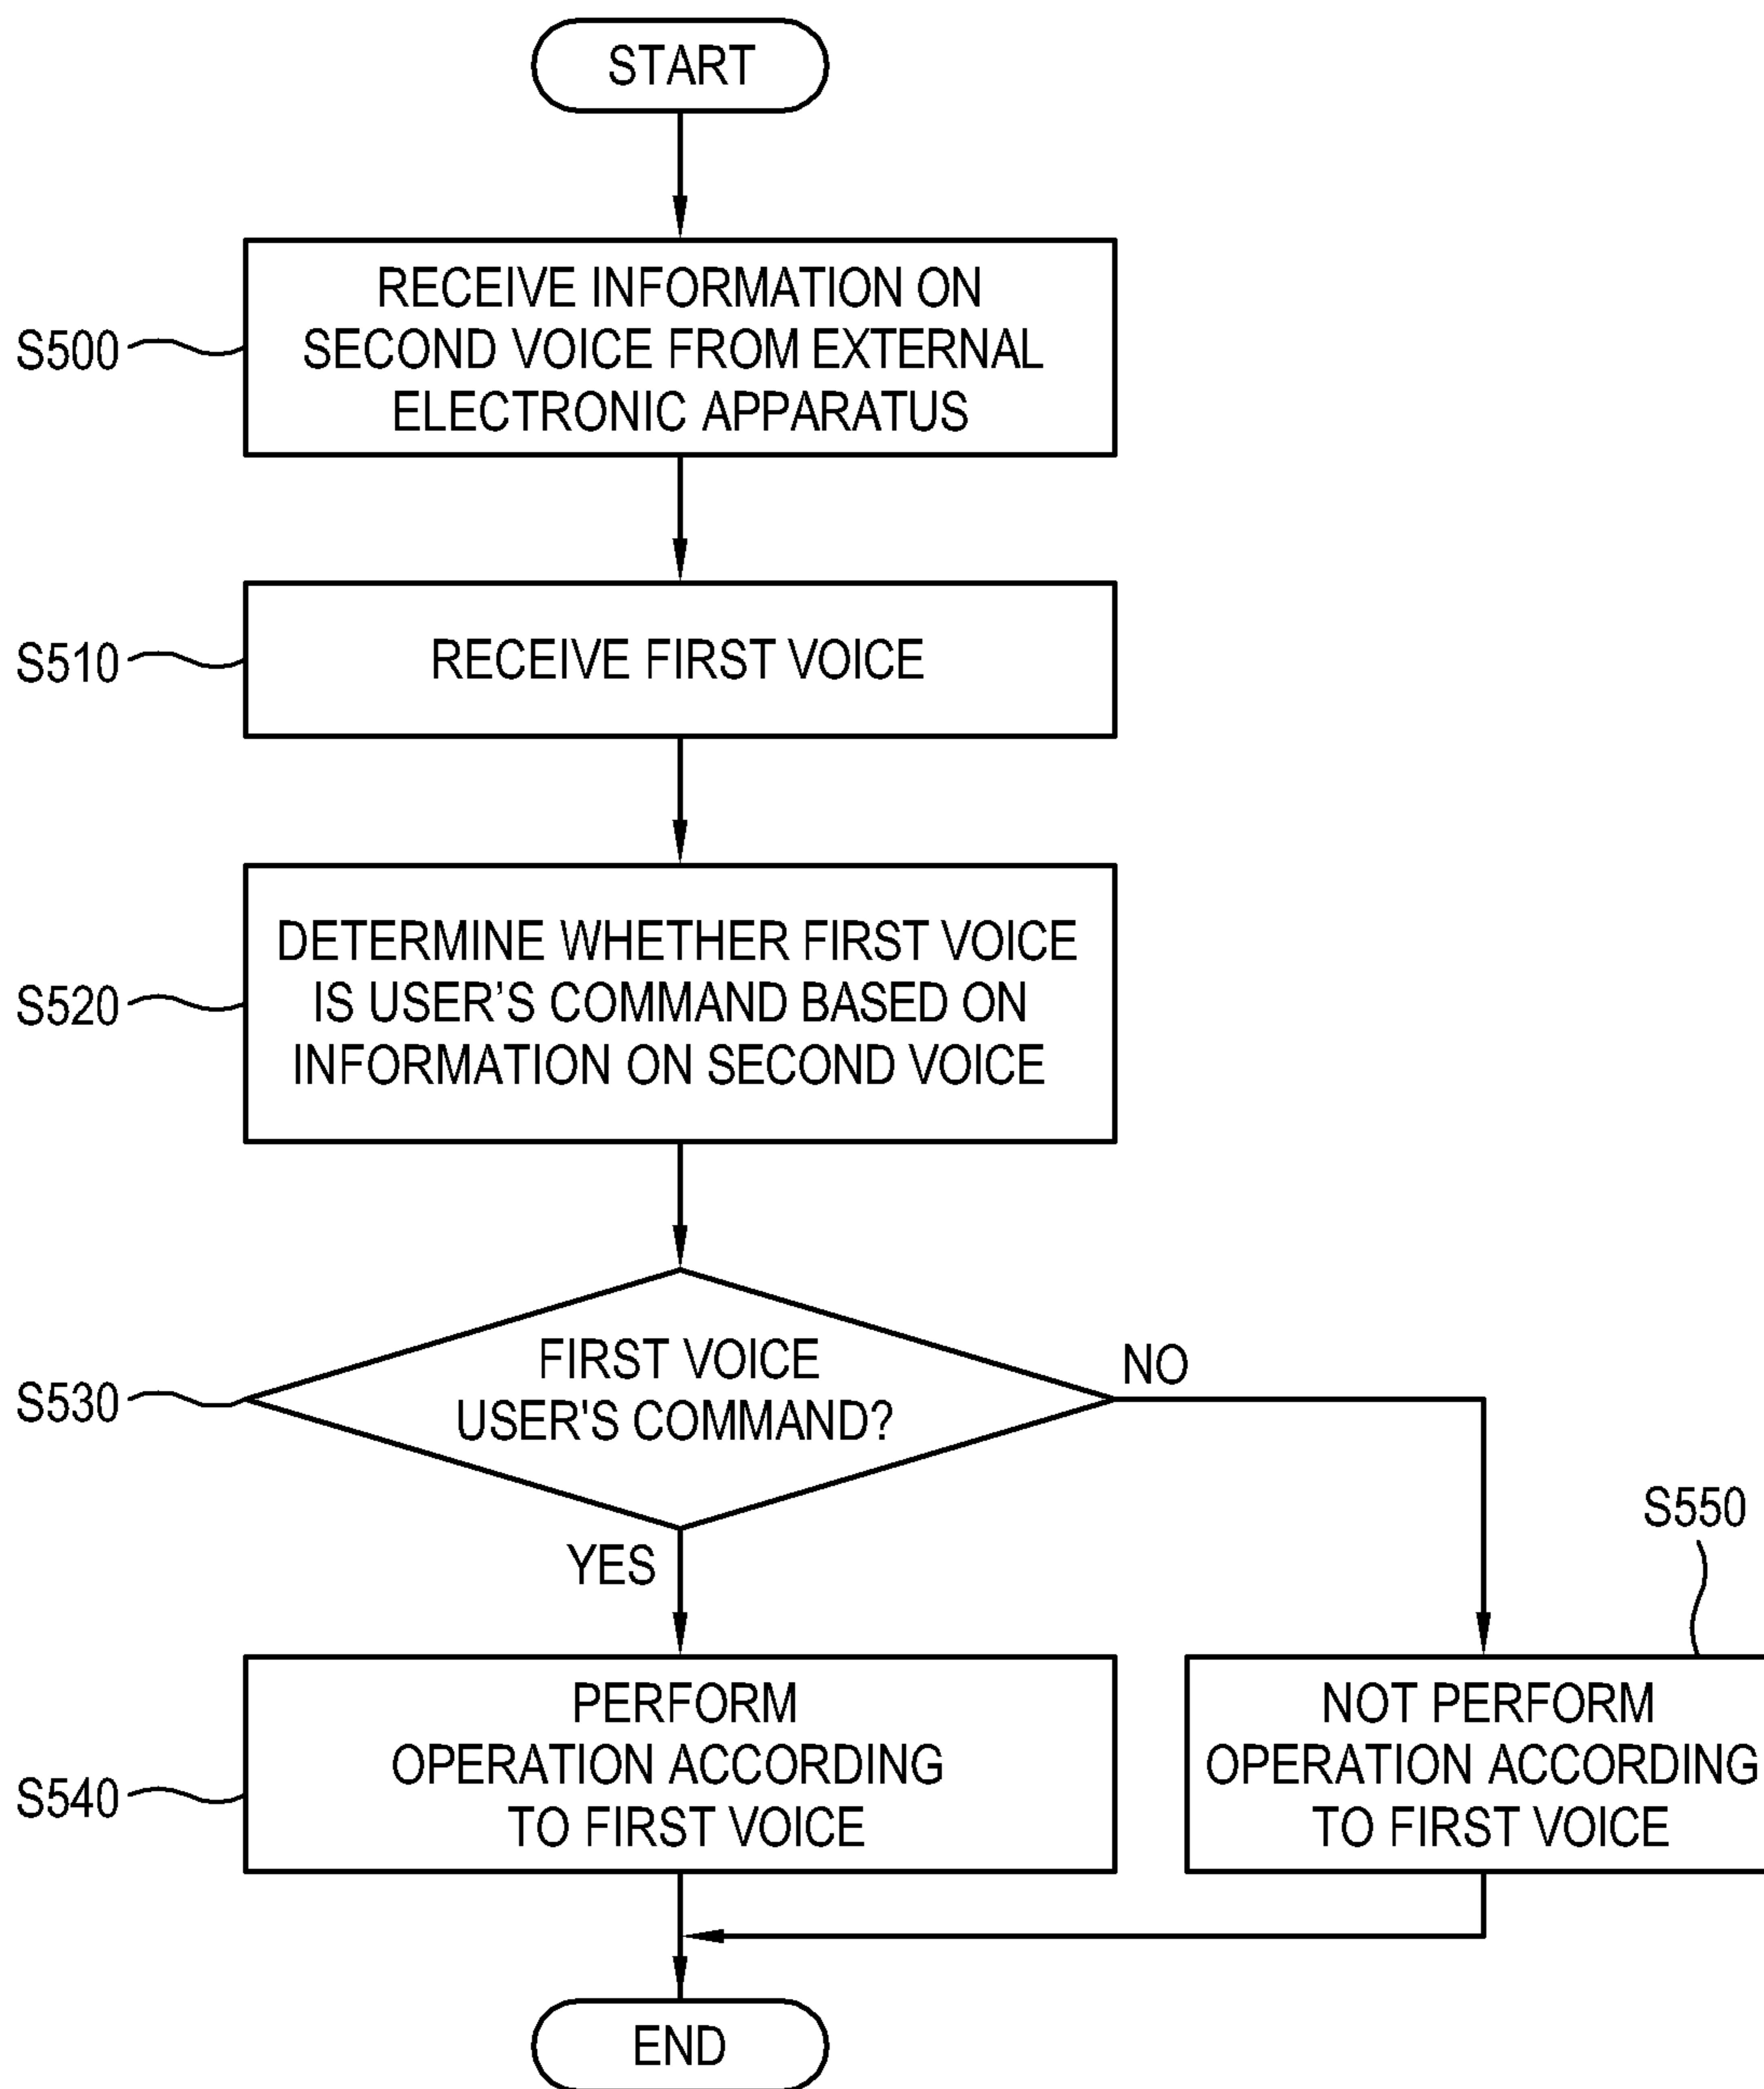 START
S500
RECEIVE INFORMATION ON
SECOND VOICE FROM EXTERNAL
ELECTRONIC APPARATUS
S510
RECEIVE FIRST VOICE
S520
DETERMINE WHETHER FIRST VOICE
IS USER’S COMMAND BASED ON
INFORMATION ON SECOND VOICE
S530
FIRST VOICE
USER'S COMMAND?
NO
YES
S540
PERFORM
OPERATION ACCORDING
TO FIRST VOICE
S550
NOT PERFORM
OPERATION ACCORDING
TO FIRST VOICE
END